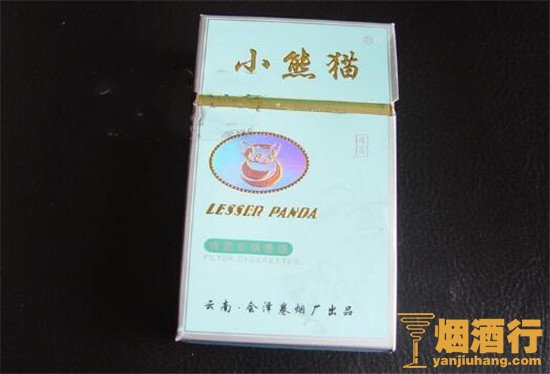 小熊猫
R
LESSER PANDA
FILTER CIGARETTES
云南·会泽卷烟厂出品
烟酒行
yanjiuhang.com